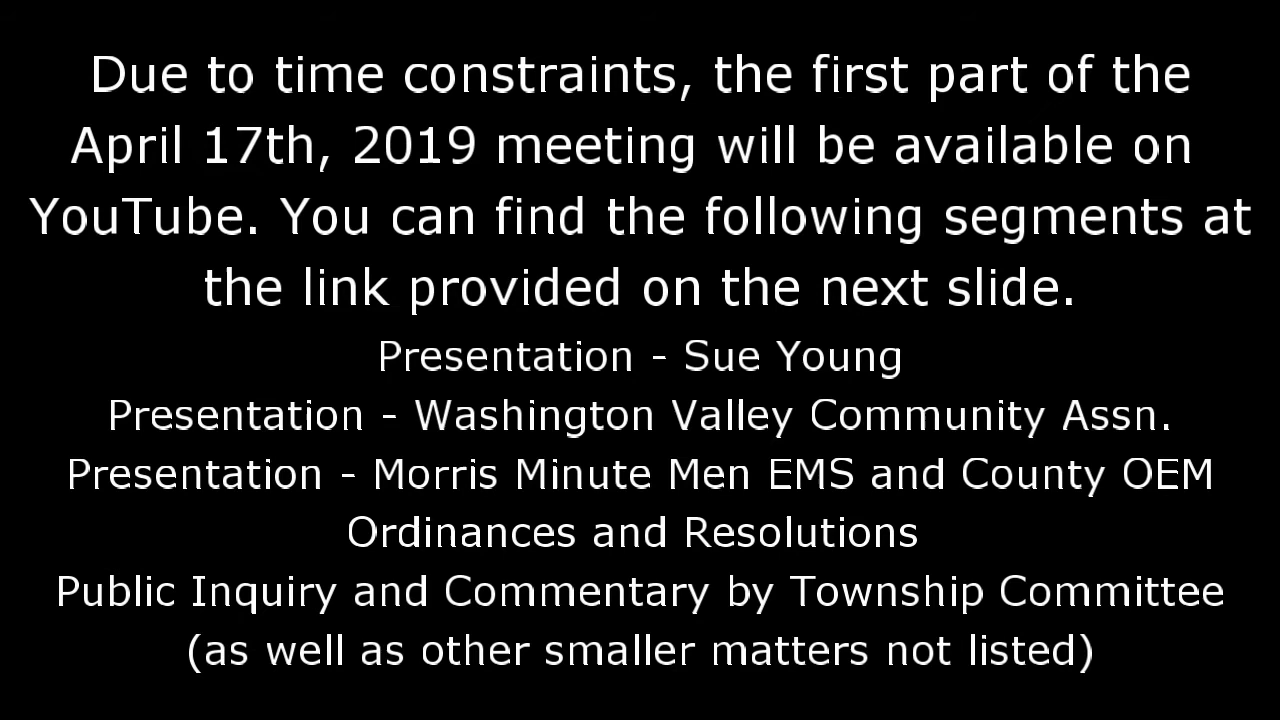 Due to time constraints, the first part of the
April 17th, 2019 meeting will be available on
YouTube. You can find the following segments at
the link provided on the next slide.
Presentation - Sue Young
Presentation - Washington Valley Community Assn.
Presentation - Morris Minute Men EMS and County OEM
Ordinances and Resolutions
Public Inquiry and Commentary by Township Committee
(as well as other smaller matters not listed)